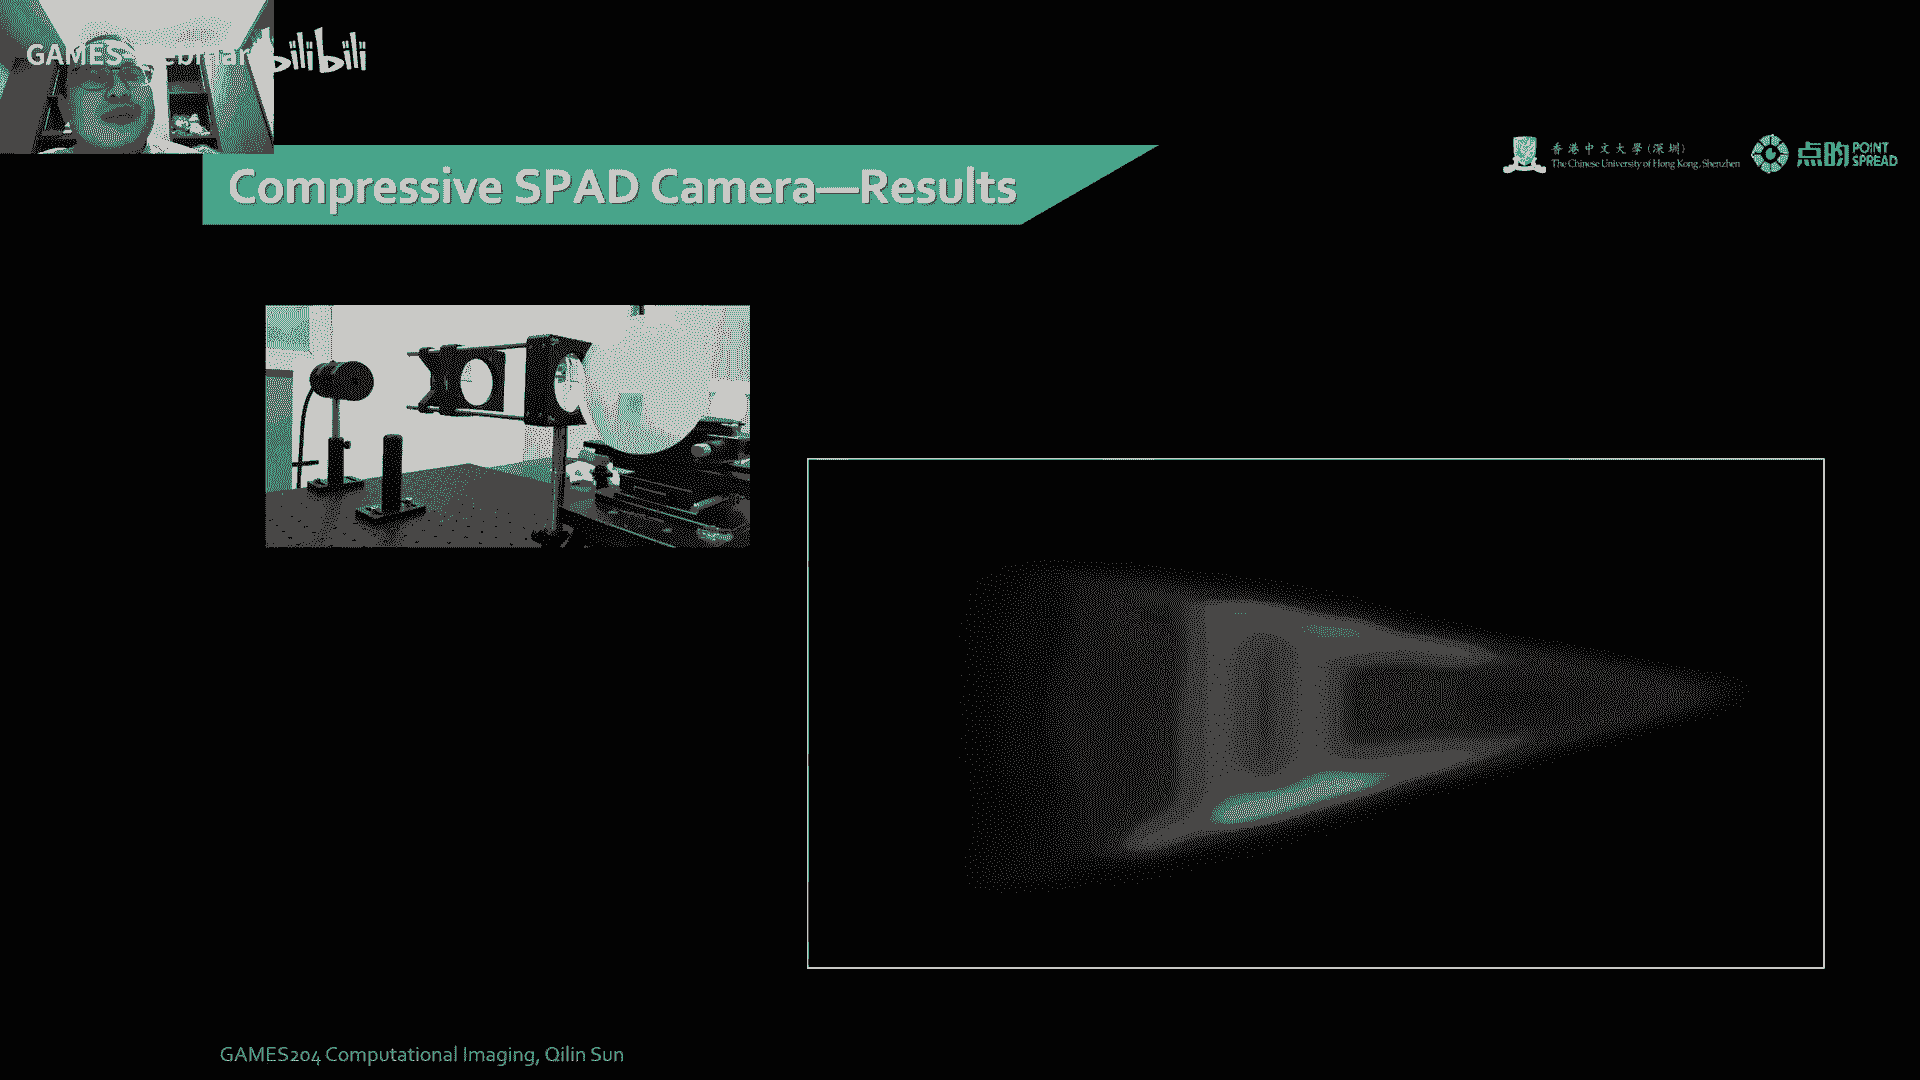 GAMES Webinar
bilibili
香港中文大學(深圳)
The Chinese University of Hong Kong, Shenzhen
点昀 POINT SPREAD
Compressive SPAD Camera—Results
GAMES204 Computational Imaging, Qilin Sun